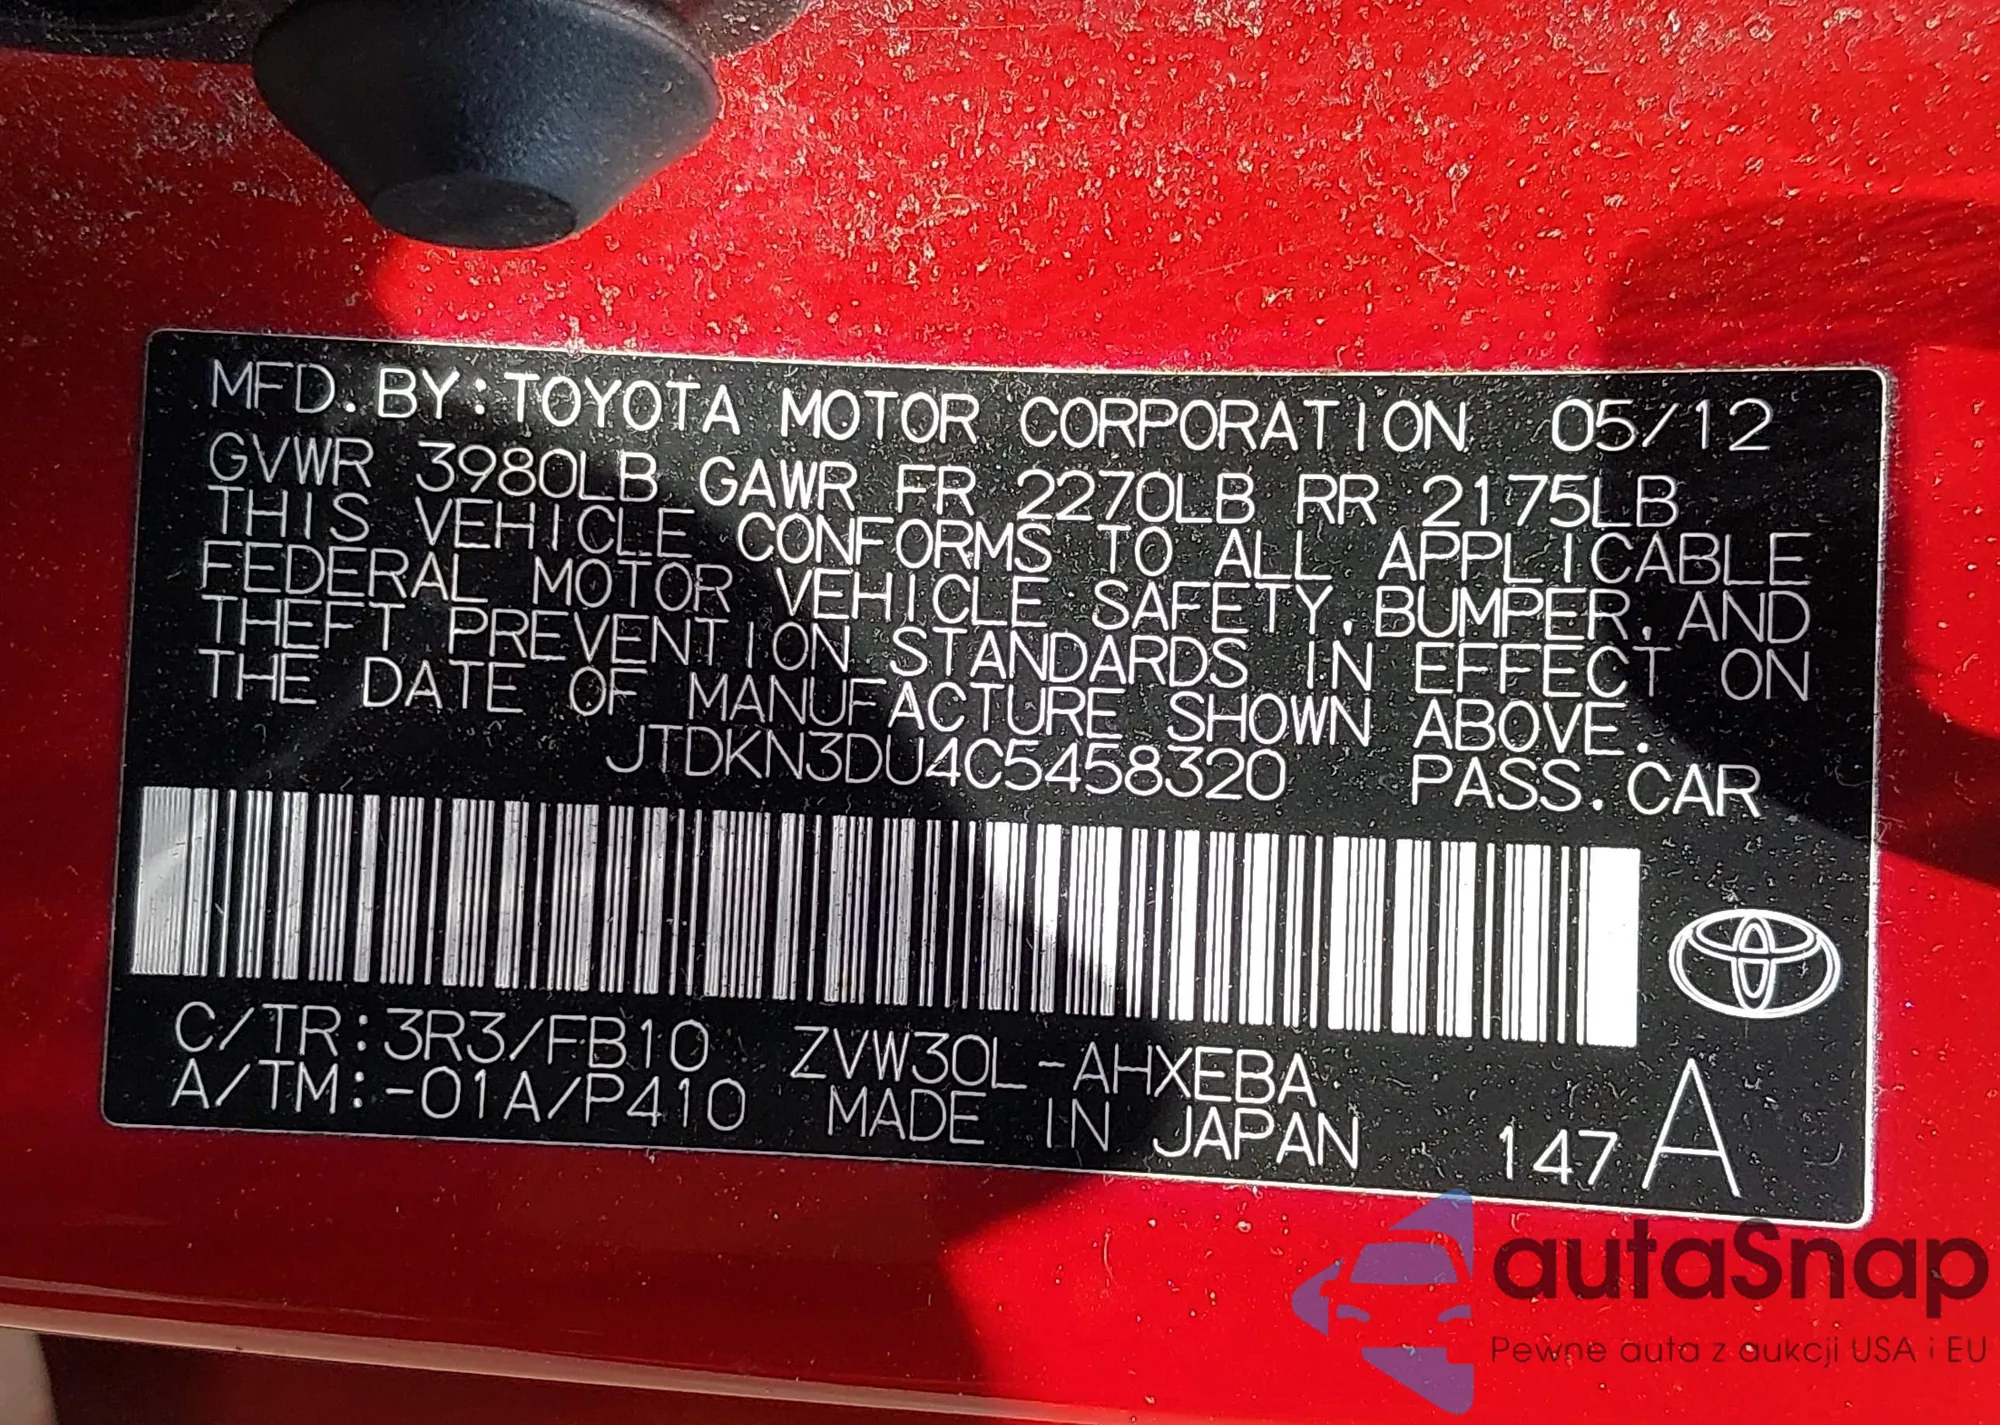 MFD. BY: TOYOTA MOTOR CORPORATION 05/12
GVWR 3980LB GAWR FR 2270LB RR 2175LB
THIS VEHICLE CONFORMS TO ALL APPLICABLE
FEDERAL MOTOR VEHICLE SAFETY, BUMPER, AND
THEFT PREVENTION STANDARDS IN EFFECT ON
THE DATE OF MANUFACTURE SHOWN ABOVE.
JTDKN3DU4C5458320 PASS. CAR
C/TR: 3R3/FB10 ZVW30L-AHXEBA
A/TM: -01A/P410 MADE IN JAPAN 147 A
autaSnap
Pewne auta z aukcji USA i EU